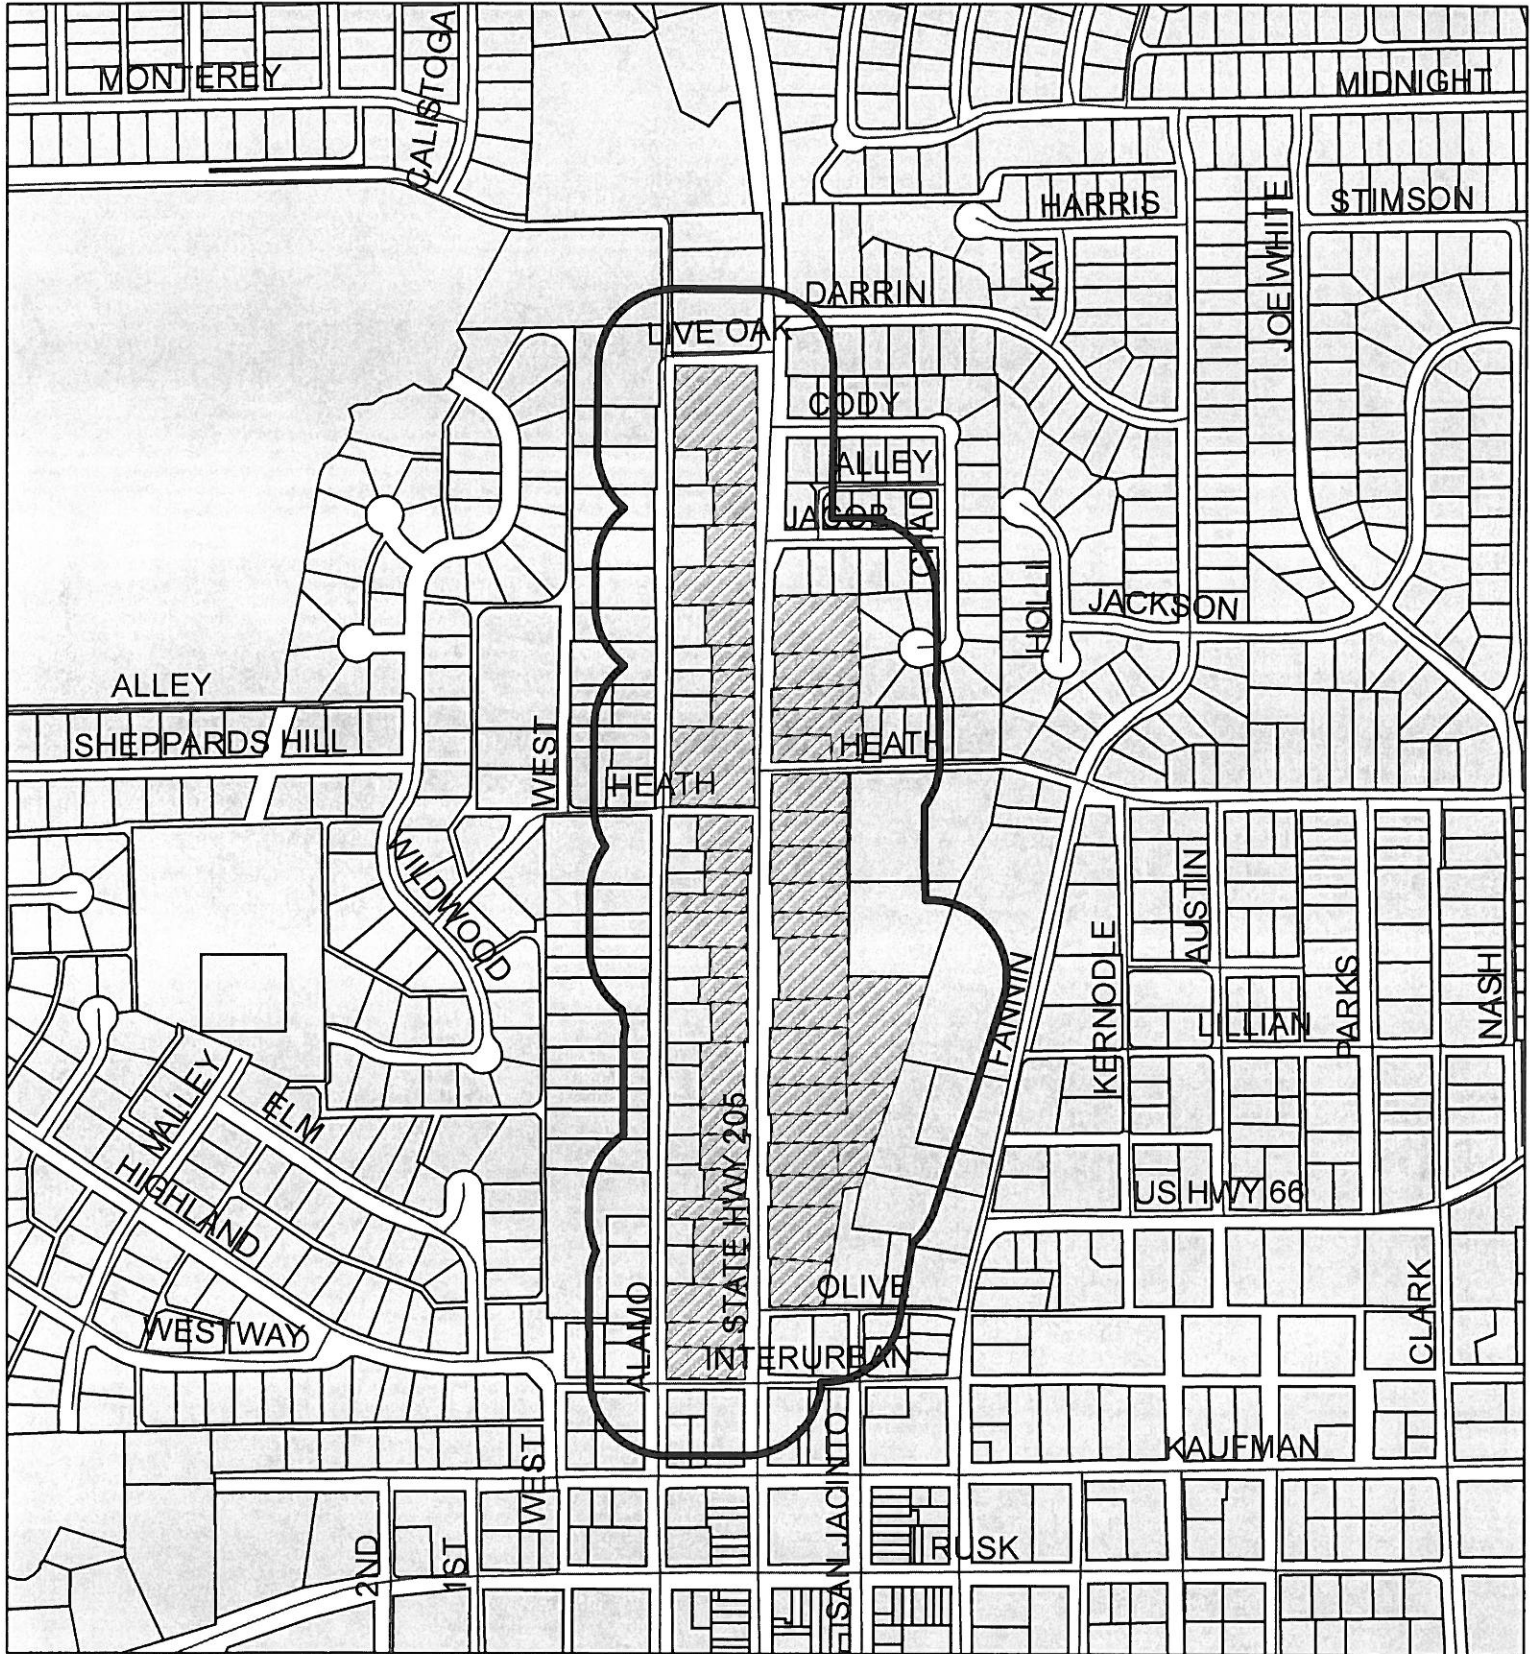 MONTEREY
CALISTOGA
MIDNIGHT
HARRIS
STIMSON
JOE WHITE
KAY
DARRIN
LIVE OAK
CODY
ALLEY
JACOB
HOLLI
JACKSON
ALLEY
SHEPPARDS HILL
WEST
HEATH
HEATH
WILDWOOD
AUSTIN
KERNODLE
FANNIN
PARKS
NASH
LILLIAN
MALLEY
ELM
HIGHLAND
STATE HWY 205
US HWY 66
OLIVE
ALAMO
WESTWAY
INTERURBAN
CLARK
KAUFMAN
WEST
SAN JACINTO
RUSK
2ND
1ST